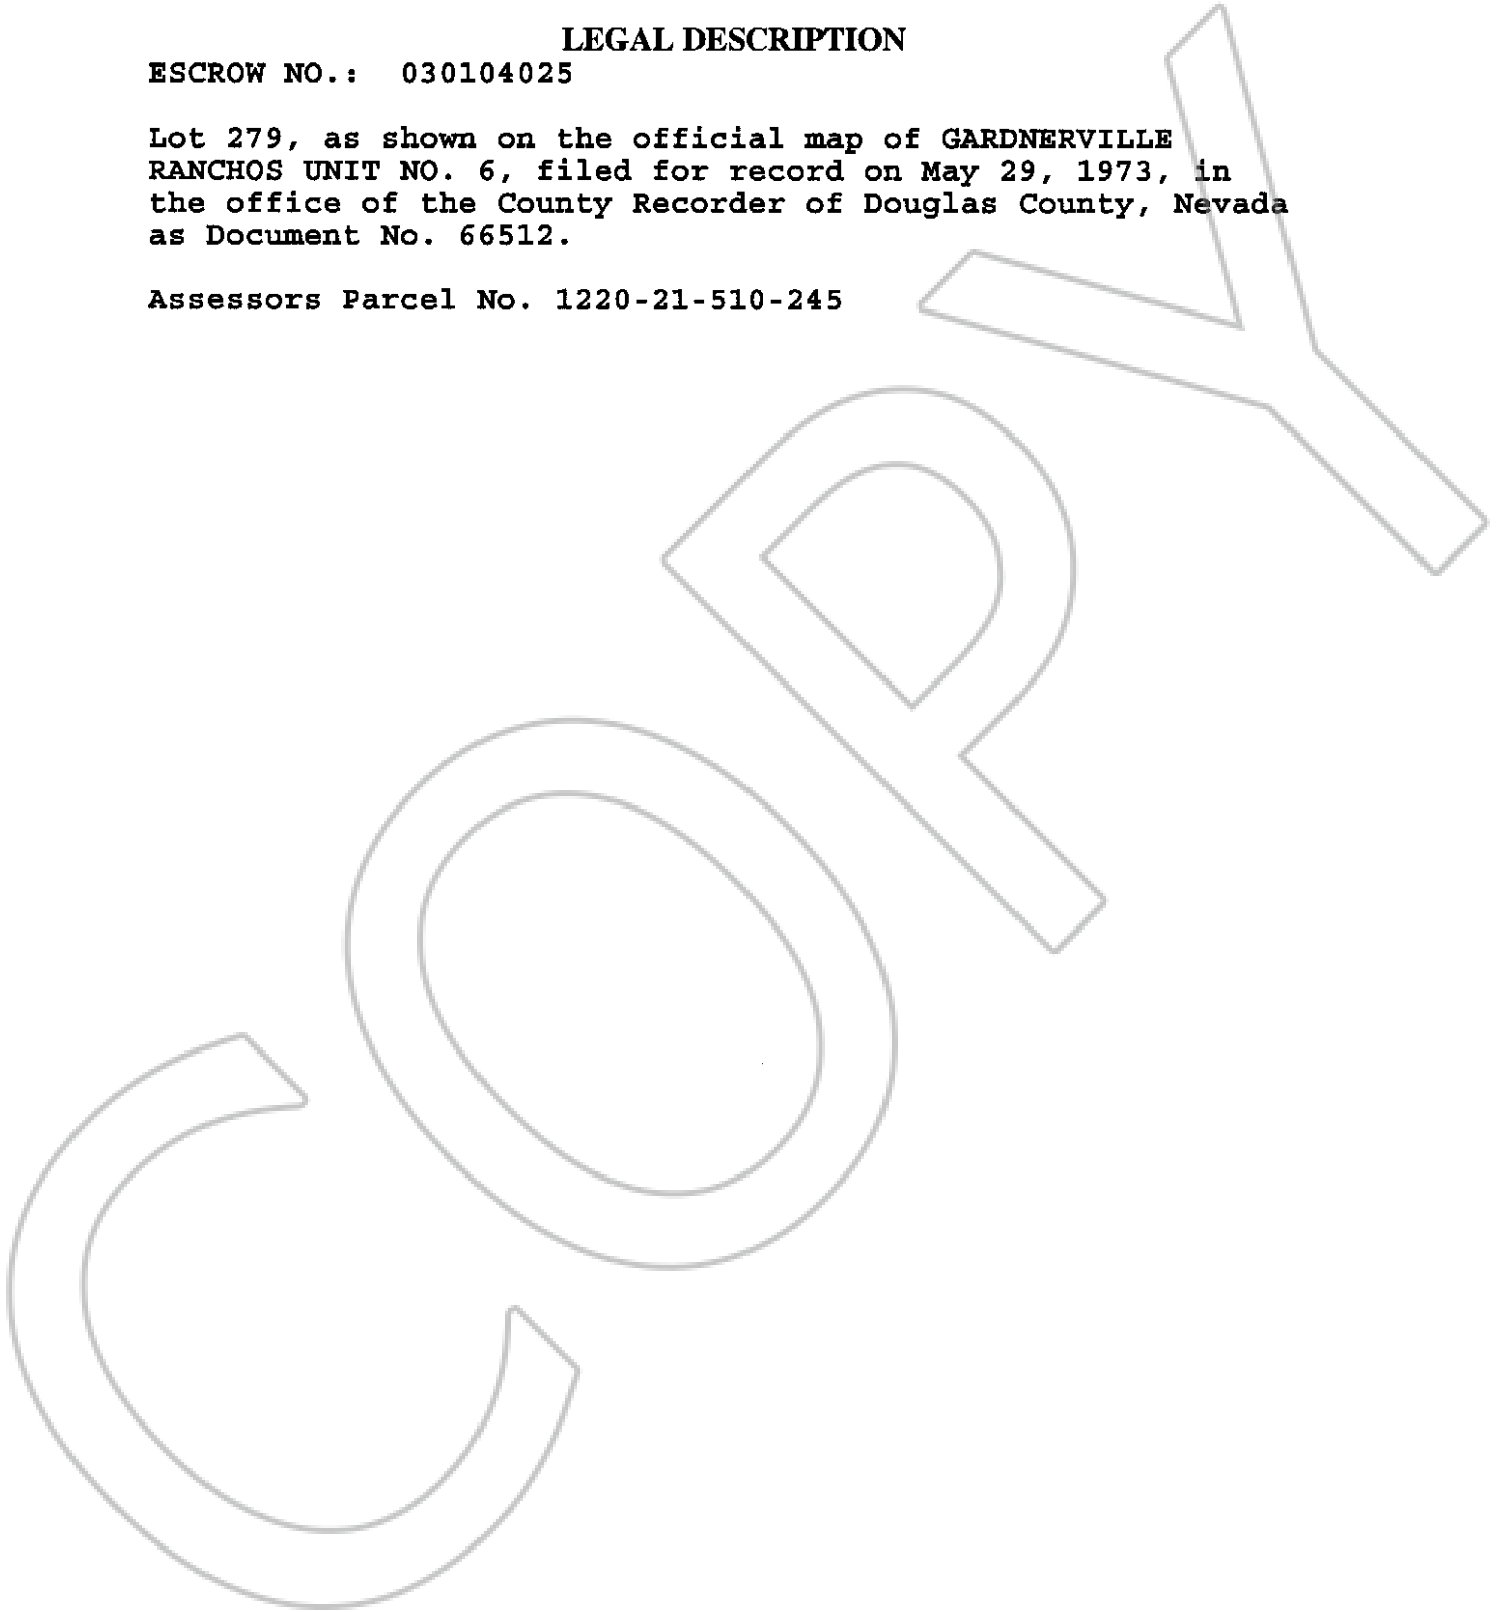 LEGAL DESCRIPTION
ESCROW NO.: 030104025
Lot 279, as shown on the official map of GARDNERVILLE
RANCHOS UNIT NO. 6, filed for record on May 29, 1973, in
the office of the County Recorder of Douglas County, Nevada
as Document No. 66512.
Assessors Parcel No. 1220-21-510-245
COPY